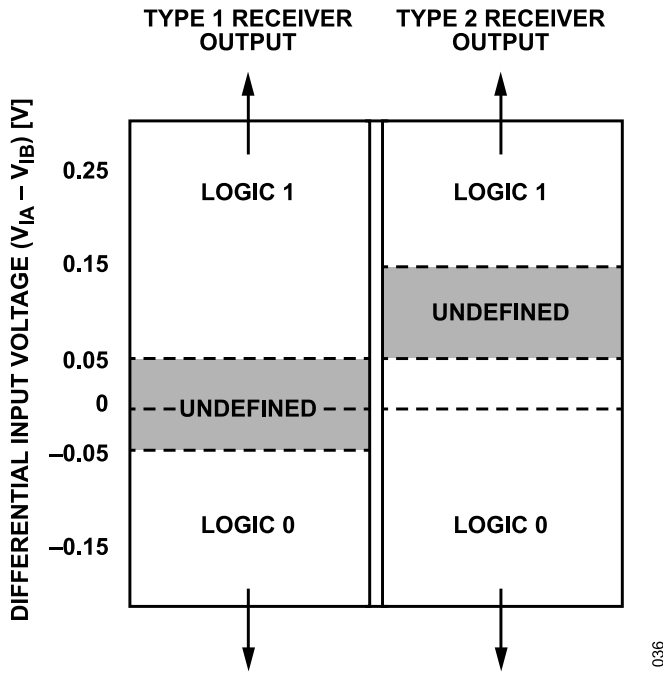 TYPE 1 RECEIVER
OUTPUT
TYPE 2 RECEIVER
OUTPUT
DIFFERENTIAL INPUT VOLTAGE (VIA – VIB) [V]
0.25
0.15
0.05
0
–0.05
–0.15
LOGIC 1
UNDEFINED
LOGIC 0
LOGIC 1
UNDEFINED
LOGIC 0
036